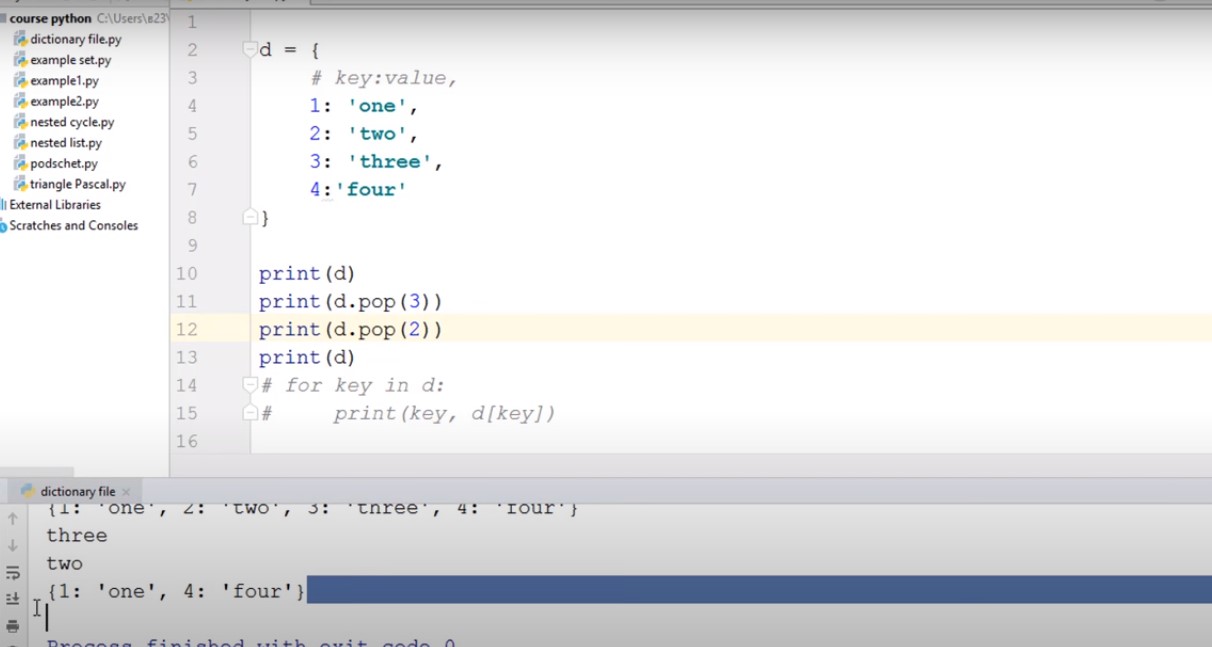 course python C:\Users\в23\
dictionary file.py
example set.py
example1.py
example2.py
nested cycle.py
nested list.py
podschet.py
triangle Pascal.py
External Libraries
Scratches and Consoles
1
2 d = {
3 # key:value,
4 1: 'one',
5 2: 'two',
6 3: 'three',
7 4:'four'
8 }
9
10 print(d)
11 print(d.pop(3))
12 print(d.pop(2))
13 print(d)
14 # for key in d:
15 #     print(key, d[key])
16
dictionary file
{1: 'one', 2: 'two', 3: 'three', 4: 'four'}
three
two
{1: 'one', 4: 'four'}
Process finished with exit code 0